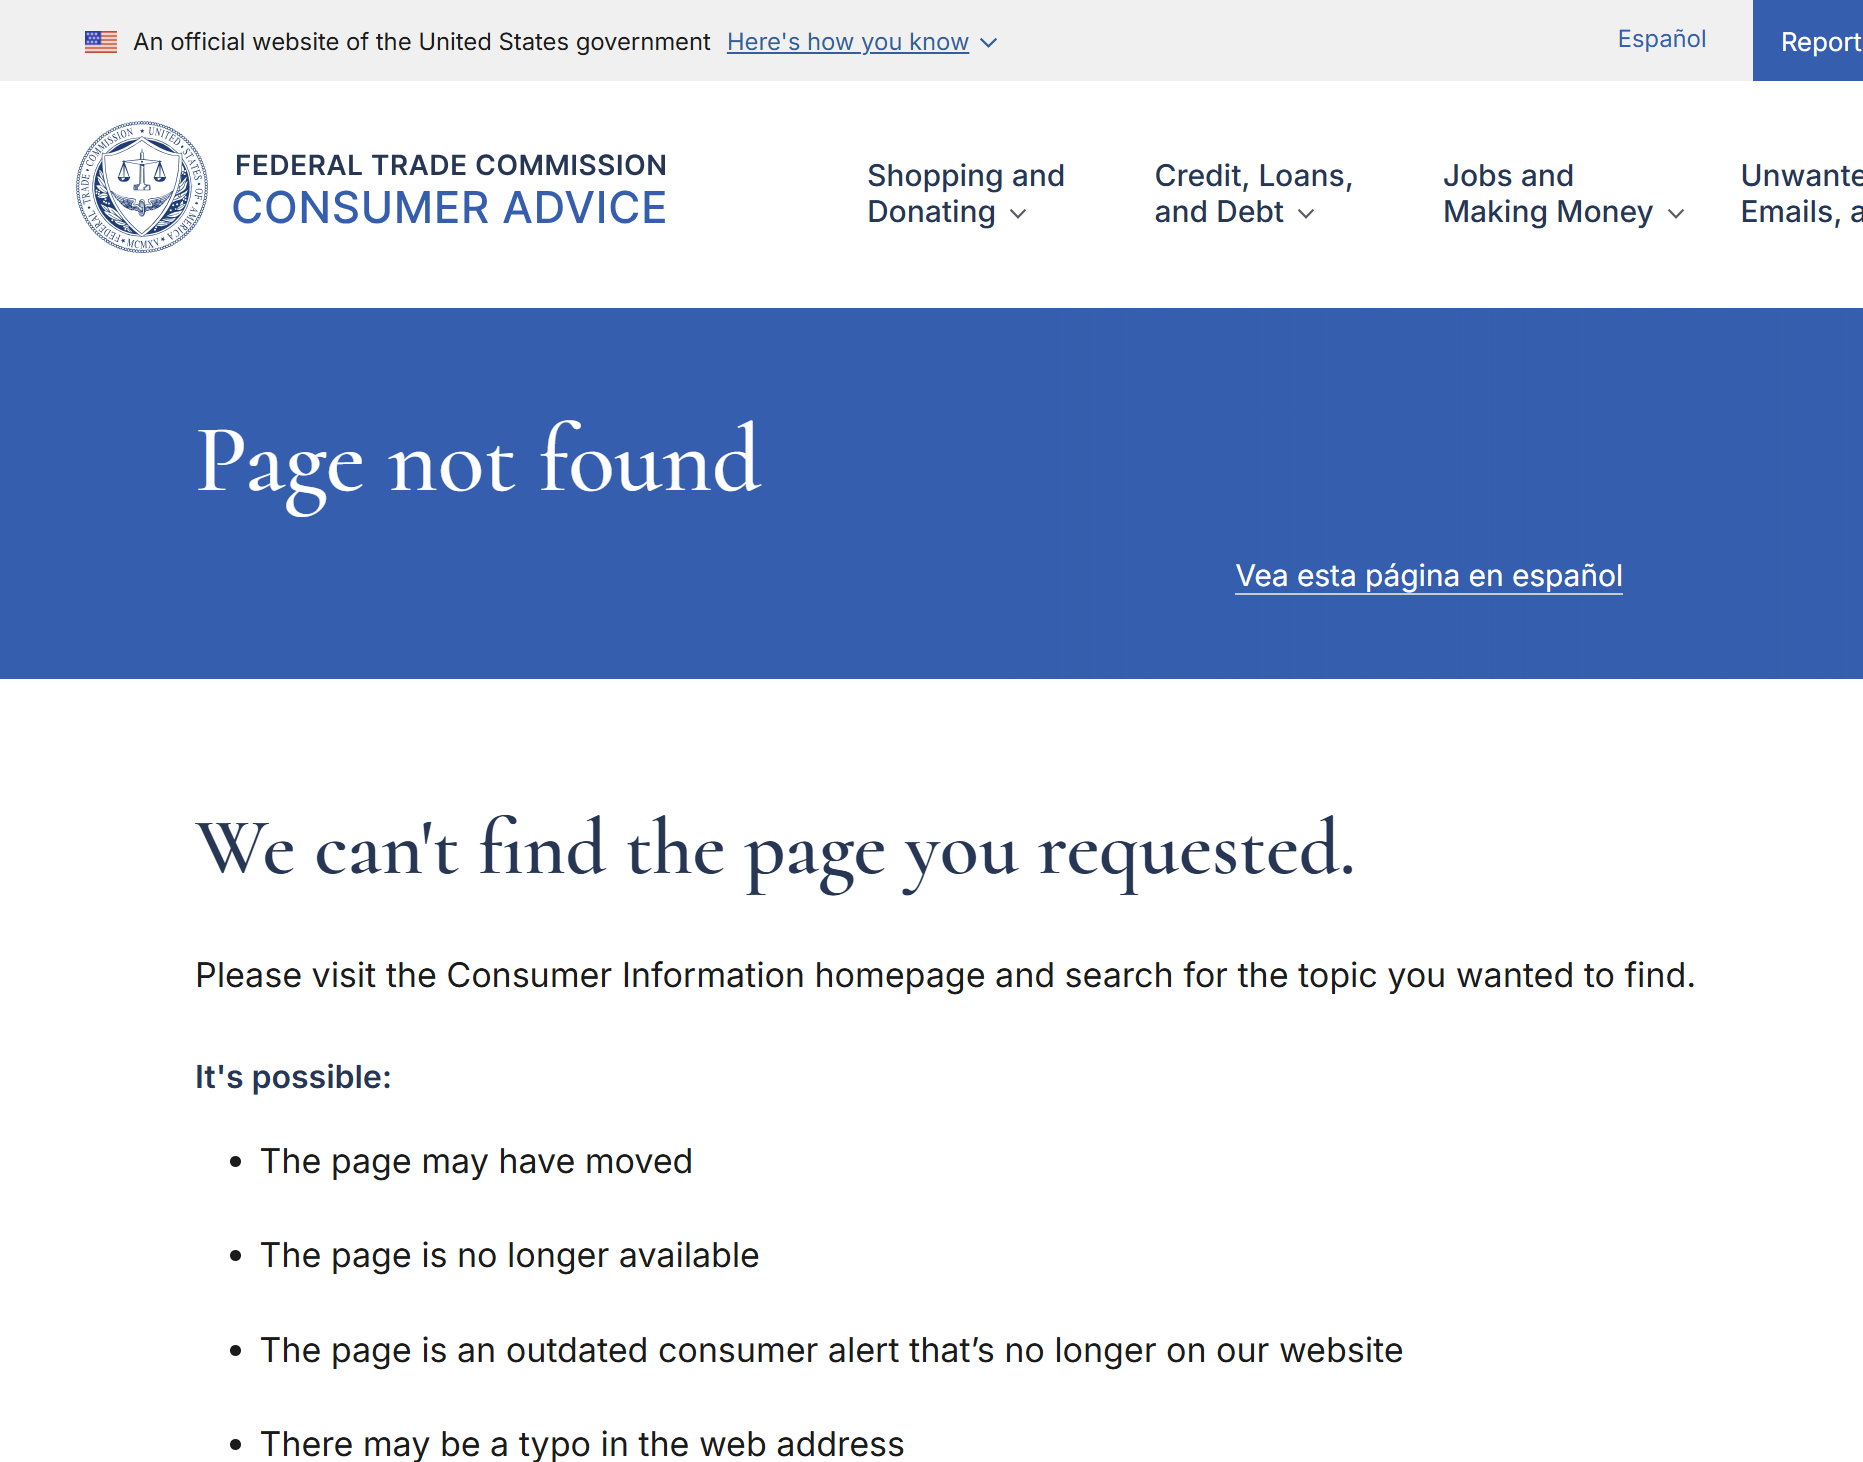 An official website of the United States government Here's how you know
Español
Report
FEDERAL TRADE COMMISSION
CONSUMER ADVICE
FEDERAL TRADE COMMISSION • UNITED STATES OF AMERICA
MCMXV
Shopping and
Donating
Credit, Loans,
and Debt
Jobs and
Making Money
Emails,
Page not found
Vea esta página en español
We can't find the page you requested.
Please visit the Consumer Information homepage and search for the topic you wanted to find.
It's possible:
• The page may have moved
• The page is no longer available
• The page is an outdated consumer alert that’s no longer on our website
• There may be a typo in the web address